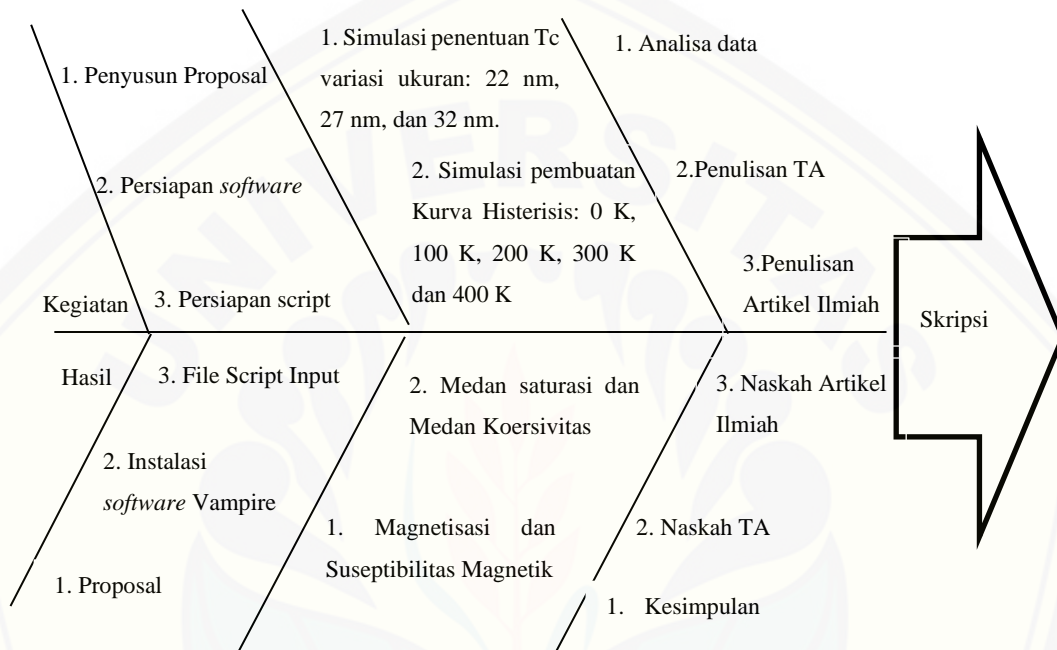 1. Penyusun Proposal
2. Persiapan software
3. Persiapan script
Kegiatan
1. Simulasi penentuan Tc
variasi ukuran: 22 nm,
27 nm, dan 32 nm.
2. Simulasi pembuatan
Kurva Histerisis: 0 K,
100 K, 200 K, 300 K
dan 400 K
1. Analisa data
2.Penulisan TA
3.Penulisan
Artikel Ilmiah
Skripsi
Hasil
3. File Script Input
2. Instalasi
software Vampire
1. Proposal
2. Medan saturasi dan
Medan Koersivitas
1. Magnetisasi dan
Suseptibilitas Magnetik
3. Naskah Artikel
Ilmiah
2. Naskah TA
1. Kesimpulan
UNIVERSITAS